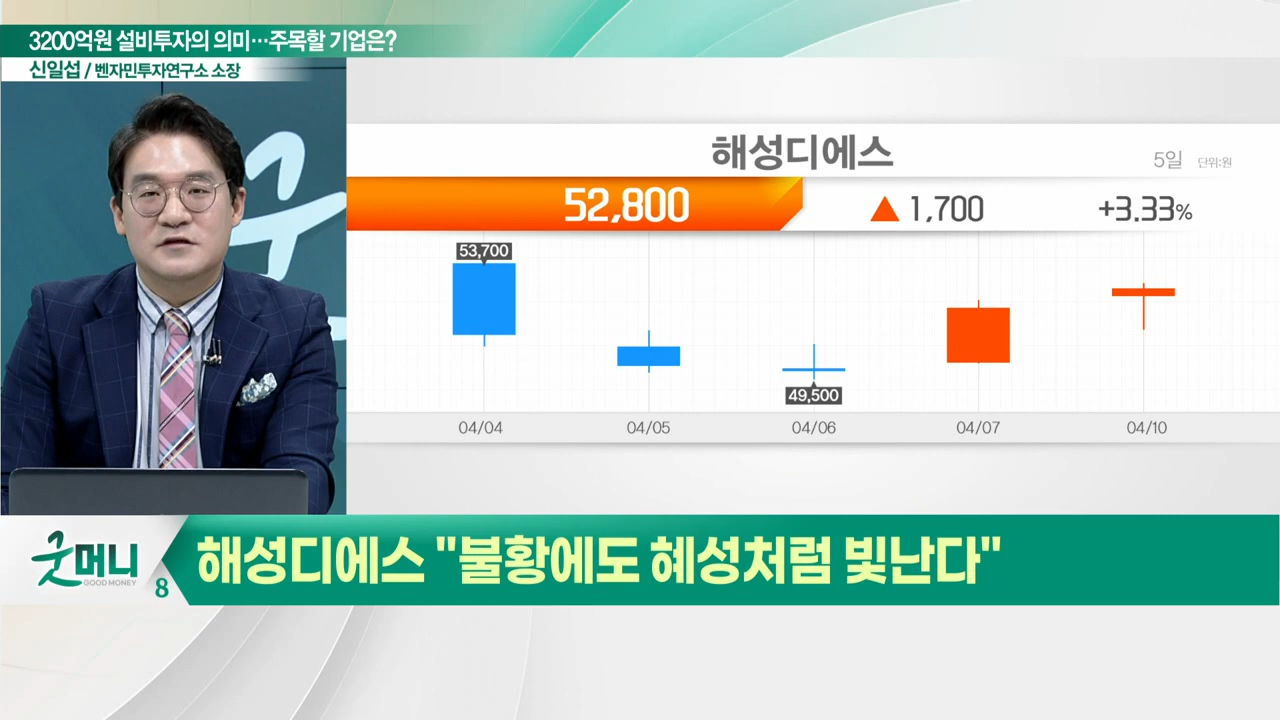 3200억원 설비투자의 의미…주목할 기업은?
신일섭 / 벤자민투자연구소 소장
굿
해성디에스
5일 단위:원
52,800 ▲ 1,700 +3.33%
53,700
49,500
04/04 04/05 04/06 04/07 04/10
굿머니
GOOD MONEY
8
해성디에스 "불황에도 혜성처럼 빛난다"